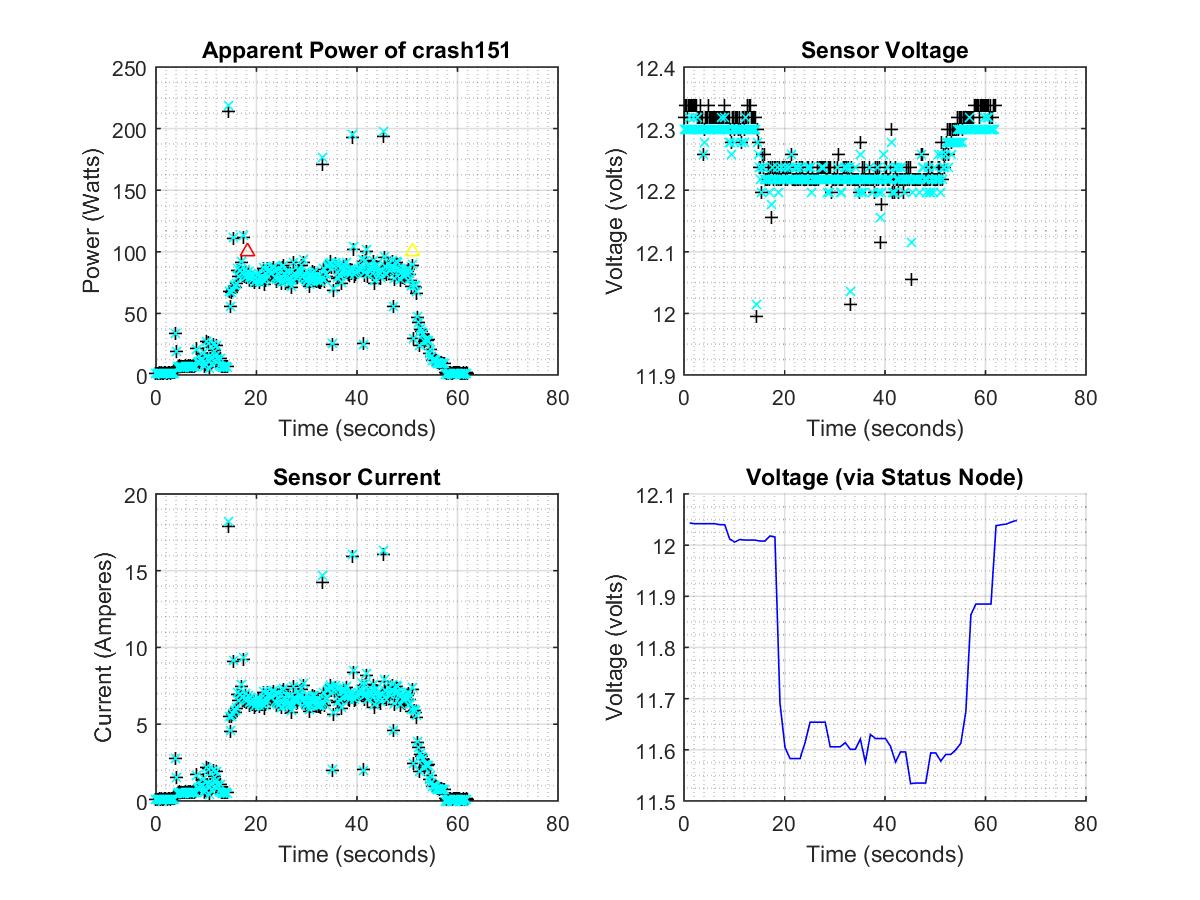 Apparent Power of crash151
250
200
150
100
50
0
Power (Watts)
0 20 40 60 80
Time (seconds)
Sensor Voltage
12.4
12.3
12.2
12.1
12
11.9
Voltage (volts)
0 20 40 60 80
Time (seconds)
Sensor Current
20
15
10
5
0
Current (Amperes)
0 20 40 60 80
Time (seconds)
Voltage (via Status Node)
12.1
12
11.9
11.8
11.7
11.6
11.5
Voltage (volts)
0 20 40 60 80
Time (seconds)